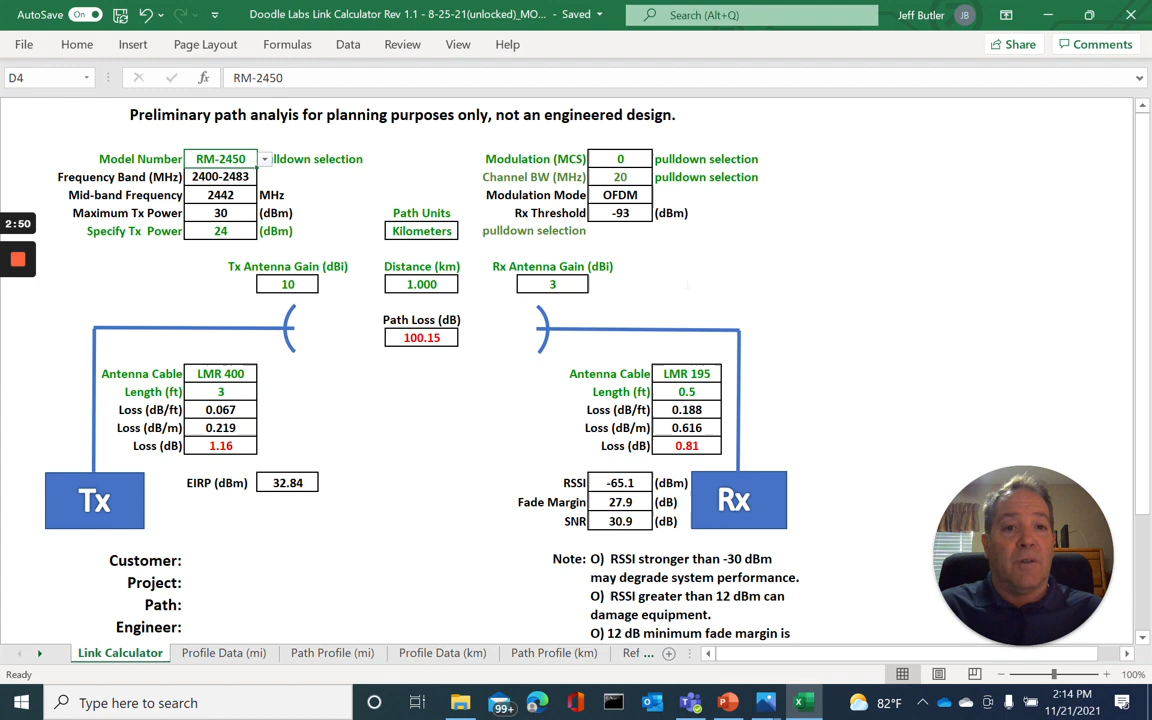 AutoSave On Doodle Labs Link Calculator Rev 1.1 - 8-25-21(unlocked)_MO... - Saved Search (Alt+Q) Jeff Butler JB
File Home Insert Page Layout Formulas Data Review View Help Share Comments
D4 fx RM-2450
Preliminary path analyis for planning purposes only, not an engineered design.
Model Number RM-2450 lldown selection Modulation (MCS) 0 pulldown selection
Frequency Band (MHz) 2400-2483 Channel BW (MHz) 20 pulldown selection
Mid-band Frequency 2442 MHz Modulation Mode OFDM
Maximum Tx Power 30 (dBm) Path Units Rx Threshold -93 (dBm)
2:50
Specify Tx Power 24 (dBm) Kilometers pulldown selection
Tx Antenna Gain (dBi) Distance (km) Rx Antenna Gain (dBi)
10 1.000 3
Path Loss (dB)
100.15
Antenna Cable LMR 400 Antenna Cable LMR 195
Length (ft) 3 Length (ft) 0.5
Loss (dB/ft) 0.067 Loss (dB/ft) 0.188
Loss (dB/m) 0.219 Loss (dB/m) 0.616
Loss (dB) 1.16 Loss (dB) 0.81
Tx EIRP (dBm) 32.84 RSSI -65.1 (dBm) Rx
Fade Margin 27.9 (dB)
SNR 30.9 (dB)
Customer: Note: O) RSSI stronger than -30 dBm
Project: may degrade system performance.
Path: O) RSSI greater than 12 dBm can
damage equipment.
Engineer: O) 12 dB minimum fade margin is
Link Calculator Profile Data (mi) Path Profile (mi) Profile Data (km) Path Profile (km) Ref ...
Ready 100%
Type here to search 99+ 82°F 2:14 PM
11/21/2021